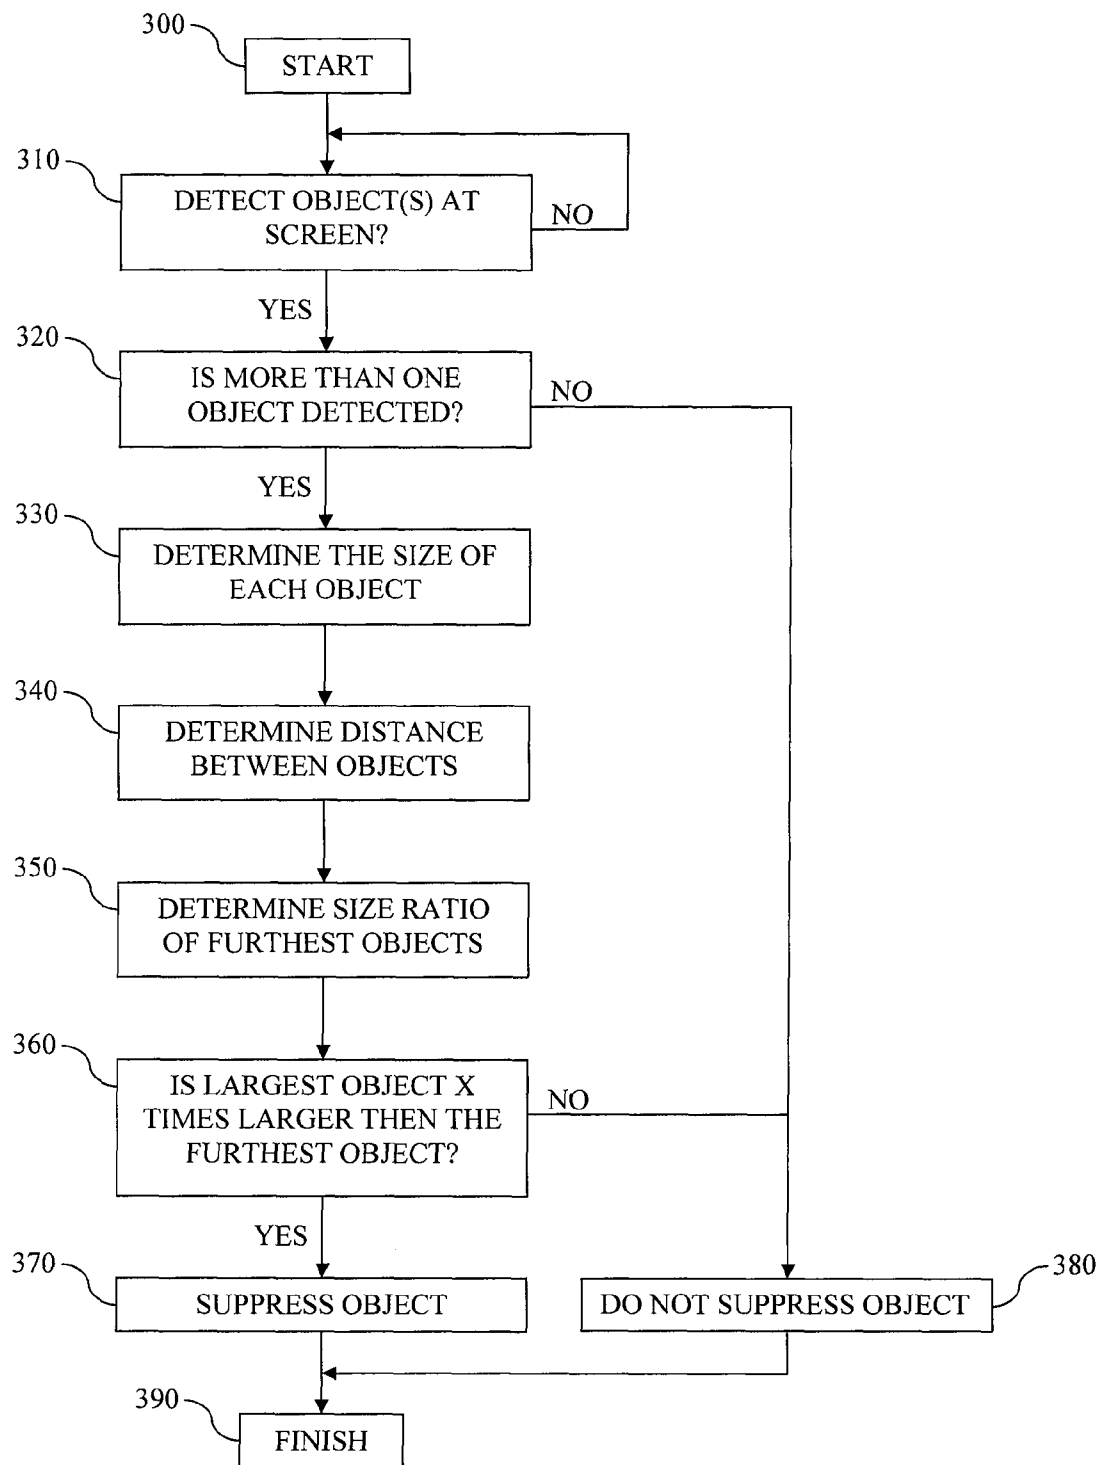 300
START
310
DETECT OBJECT(S) AT
SCREEN?
NO
YES
320
IS MORE THAN ONE
OBJECT DETECTED?
NO
YES
330
DETERMINE THE SIZE OF
EACH OBJECT
340
DETERMINE DISTANCE
BETWEEN OBJECTS
350
DETERMINE SIZE RATIO
OF FURTHEST OBJECTS
360
IS LARGEST OBJECT X
TIMES LARGER THEN THE
FURTHEST OBJECT?
NO
YES
370
SUPPRESS OBJECT
380
DO NOT SUPPRESS OBJECT
390
FINISH